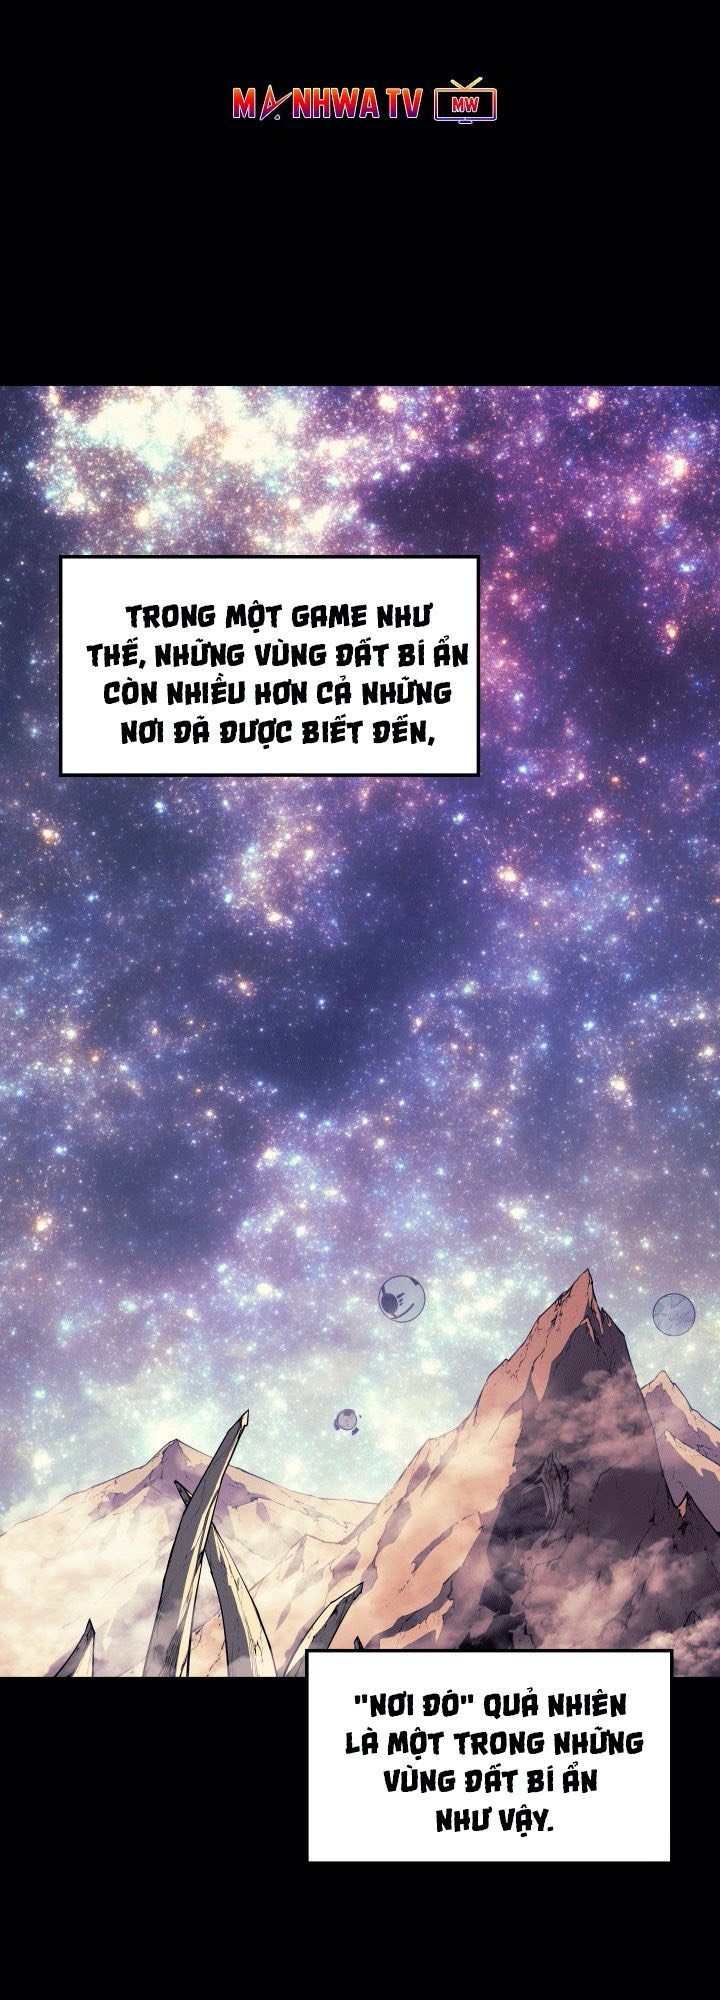 MANHWA TV MW
TRONG MỘT GAME NHƯ
THẾ, NHỮNG VÙNG ĐẤT BÍ ẨN
CÒN NHIỀU HƠN CẢ NHỮNG
NƠI ĐÃ ĐƯỢC BIẾT ĐẾN,
"NƠI ĐÓ" QUẢ NHIÊN
LÀ MỘT TRONG NHỮNG
VÙNG ĐẤT BÍ ẨN
NHƯ VẬY.